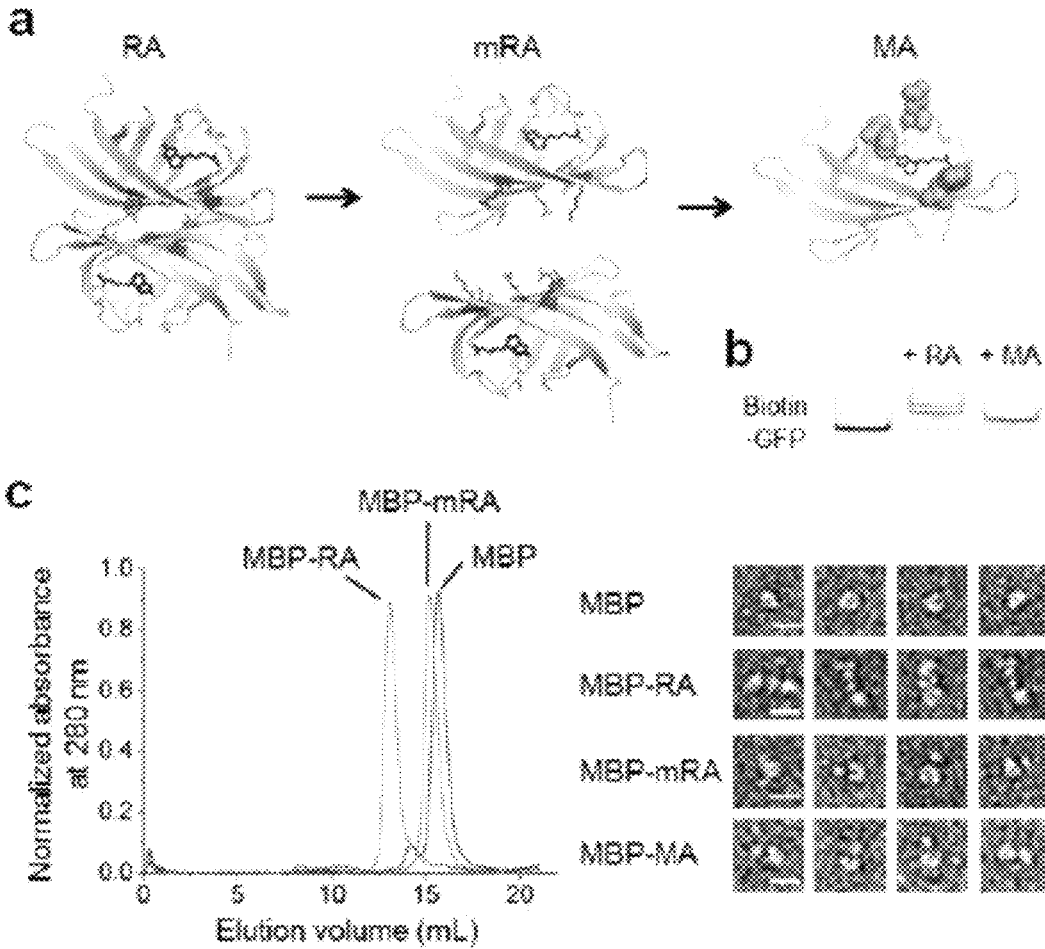 a
RA
mRA
MA
b
+ RA
+ MA
Biotin
-GFP
c
MBP-mRA
MBP-RA
MBP
Normalized absorbance
at 280 nm
1.0
0.8
0.6
0.4
0.2
0.0
0
5
10
15
20
Elution volume (mL)
MBP
MBP-RA
MBP-mRA
MBP-MA